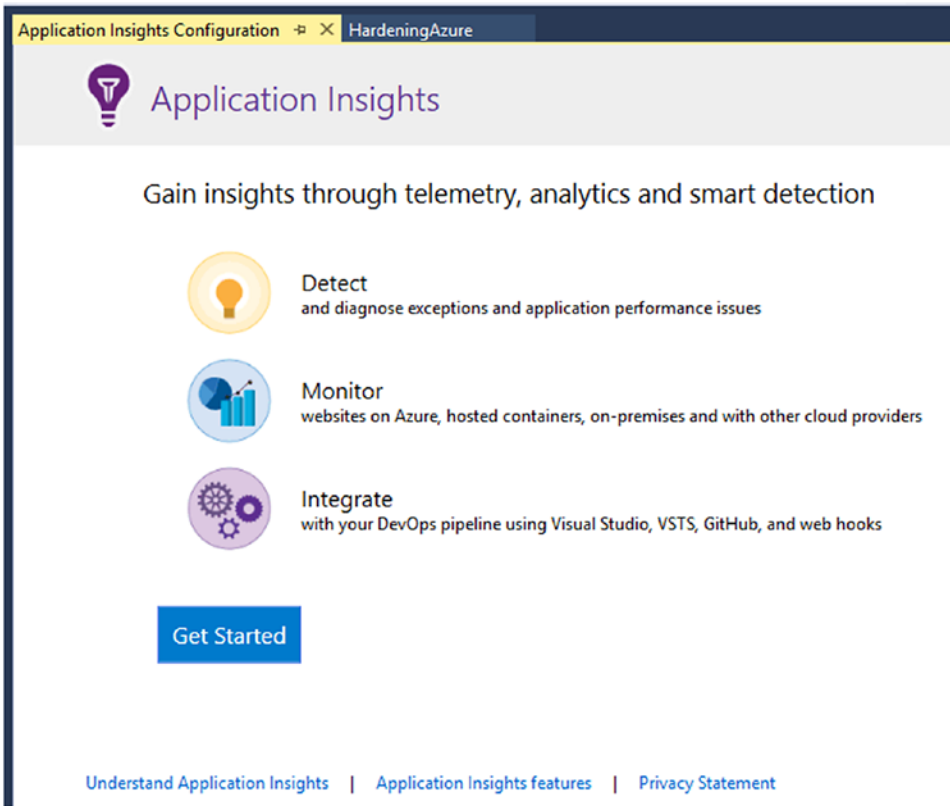 Application Insights Configuration
HardeningAzure
Application Insights
Gain insights through telemetry, analytics and smart detection
Detect
and diagnose exceptions and application performance issues
Monitor
websites on Azure, hosted containers, on-premises and with other cloud providers
Integrate
with your DevOps pipeline using Visual Studio, VSTS, GitHub, and web hooks
Get Started
Understand Application Insights | Application Insights features | Privacy Statement